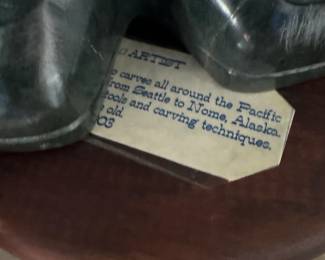 ARTIST
carves all around the Pacific
from Seattle to Nome, Alaska.
tools and carving techniques.
old.
03